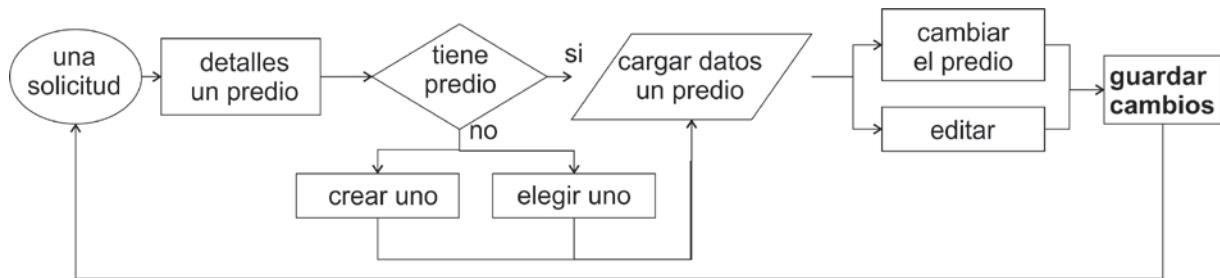 una
solicitud
detalles
un predio
tiene
predio
si
no
crear uno
elegir uno
cargar datos
un predio
cambiar
el predio
editar
guardar
cambios